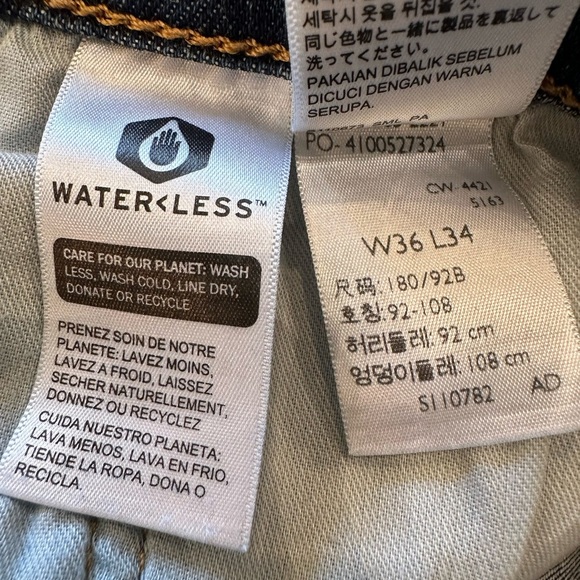 WATER<LESS™
CARE FOR OUR PLANET: WASH
LESS, WASH COLD, LINE DRY,
DONATE OR RECYCLE
PRENEZ SOIN DE NOTRE
PLANETE: LAVEZ MOINS,
LAVEZ A FROID, LAISSEZ
SECHER NATURELLEMENT,
DONNEZ OU RECYCLEZ
CUIDA NUESTRO PLANETA:
LAVA MENOS, LAVA EN FRIO,
TIENDE LA ROPA, DONA O
RECICLA.
세탁시 옷을 뒤집을 것.
同じ色物と一緒に製品を裏返して
洗ってください。
PAKAIAN DIBALIK SEBELUM
DICUCI DENGAN WARNA
SERUPA.
PO- 4100527324
CW- 4421
5163
W36 L34
尺码: 180/92B
호칭: 92-108
허리둘레: 92 cm
엉덩이둘레: 108 cm
S110782 AD